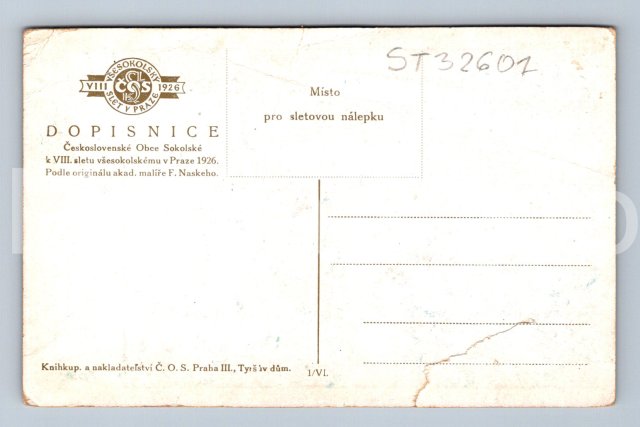 ST32601
VŠESOKOLSKÝ
VIII 1926
SLET V PRAZE
ČOS
Místo
pro sletovou nálepku
DOPISNICE
Československé Obce Sokolské
k VIII. sletu všesokolskému v Praze 1926.
Podle originálu akad. malíře F. Naskeho.
Knihkup. a nakladatelství Č. O. S. Praha III., Tyršův dům.
1/VI.